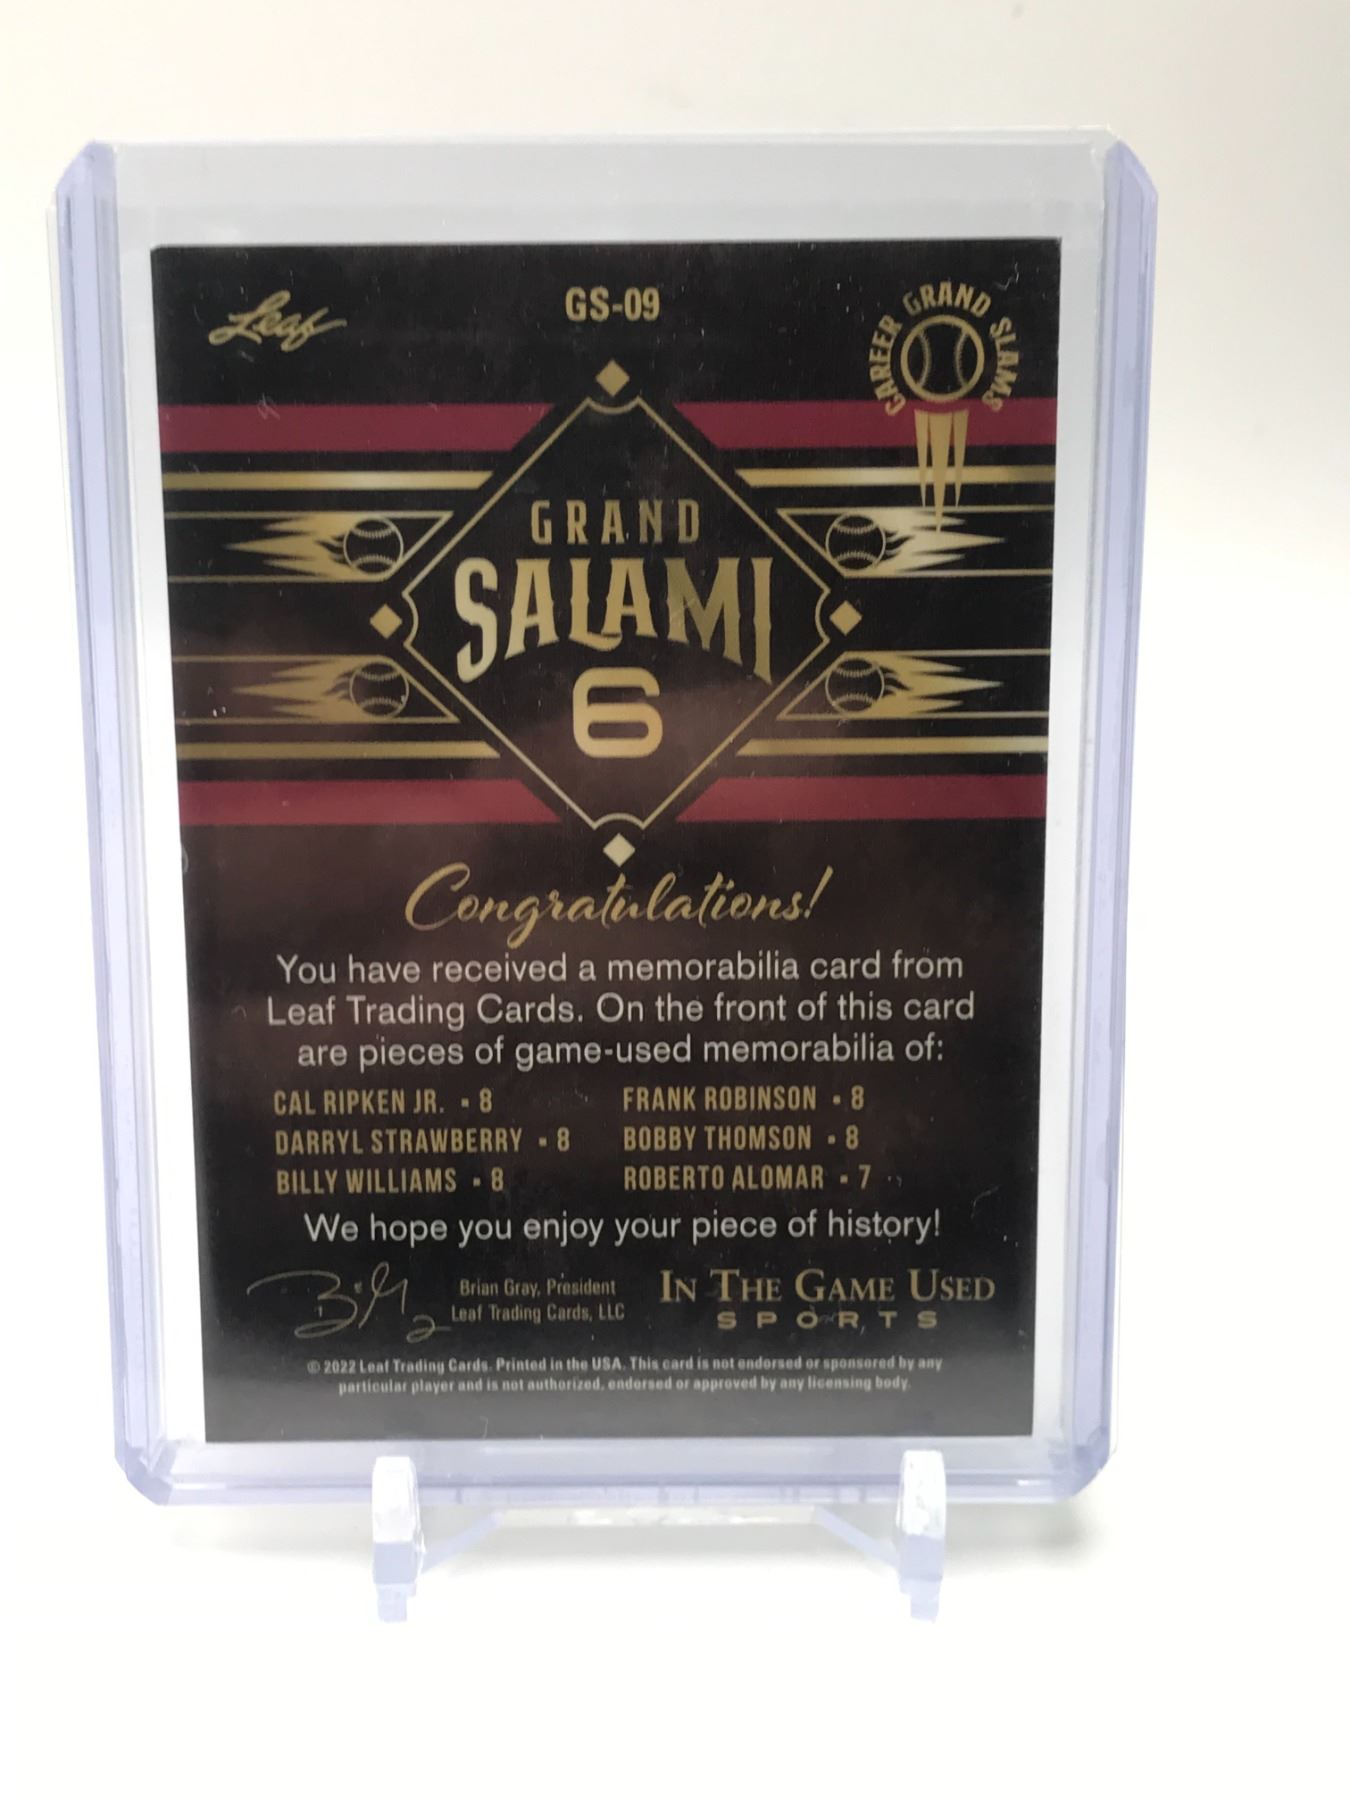 Leaf
GS-09
CAREER GRAND SLAMS
GRAND
SALAMI
6
Congratulations!
You have received a memorabilia card from
Leaf Trading Cards. On the front of this card
are pieces of game-used memorabilia of:
CAL RIPKEN JR. - 8 FRANK ROBINSON - 8
DARRYL STRAWBERRY - 8 BOBBY THOMSON - 8
BILLY WILLIAMS - 8 ROBERTO ALOMAR - 7
We hope you enjoy your piece of history!
Brian Gray, President
Leaf Trading Cards, LLC
IN THE GAME USED
SPORTS
© 2022 Leaf Trading Cards. Printed in the USA. This card is not endorsed or sponsored by any
particular player and is not authorized, endorsed or approved by any licensing body.